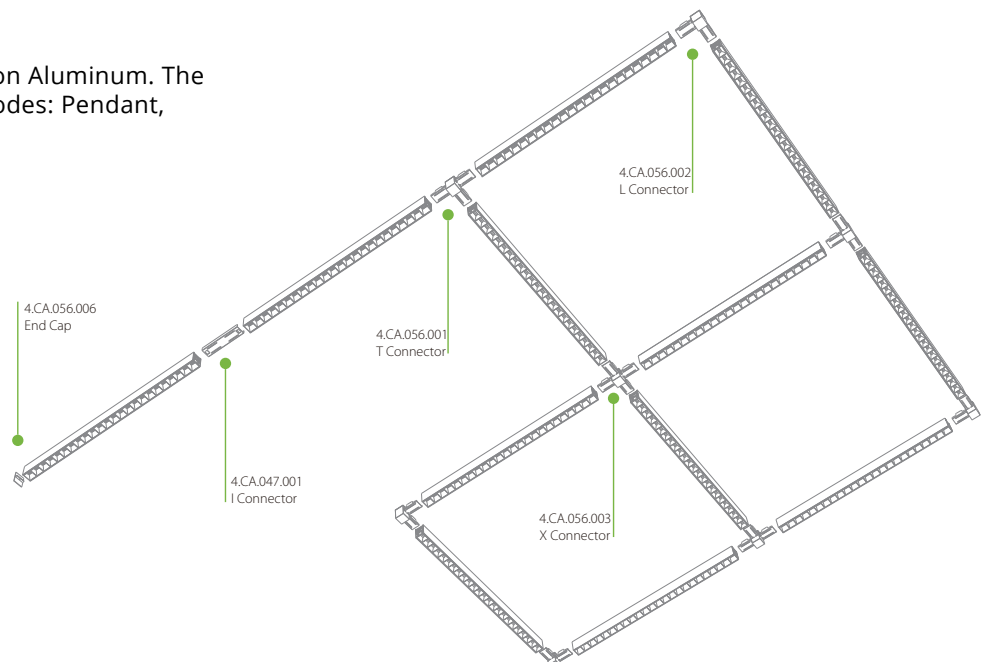 on Aluminum. The
odes: Pendant,
4.CA.056.002
L Connector
4.CA.056.006
End Cap
4.CA.056.001
T Connector
4.CA.047.001
I Connector
4.CA.056.003
X Connector